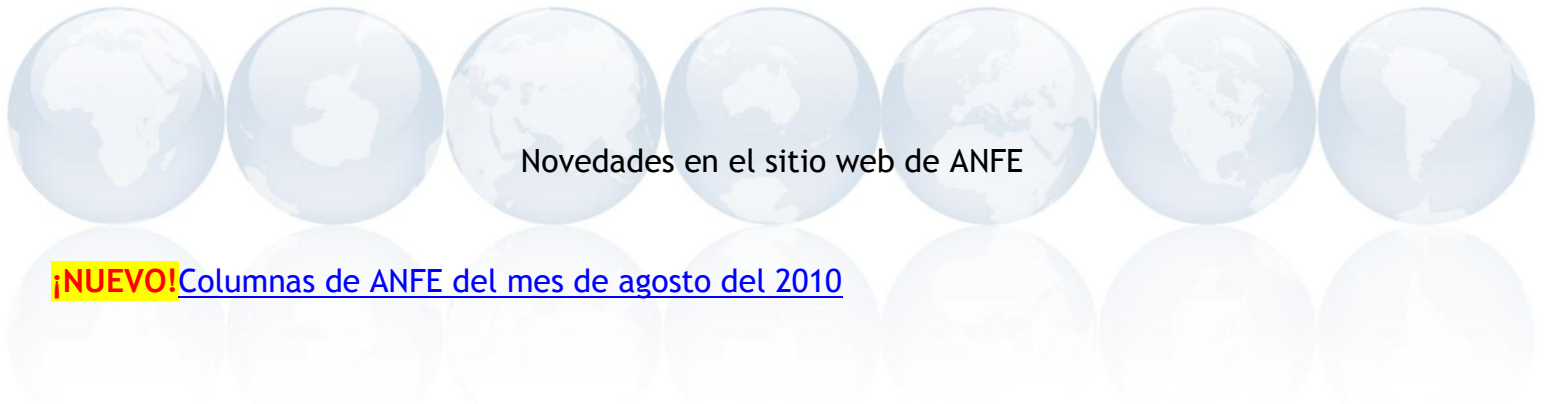 Novedades en el sitio web de ANFE
¡NUEVO!Columnas de ANFE del mes de agosto del 2010